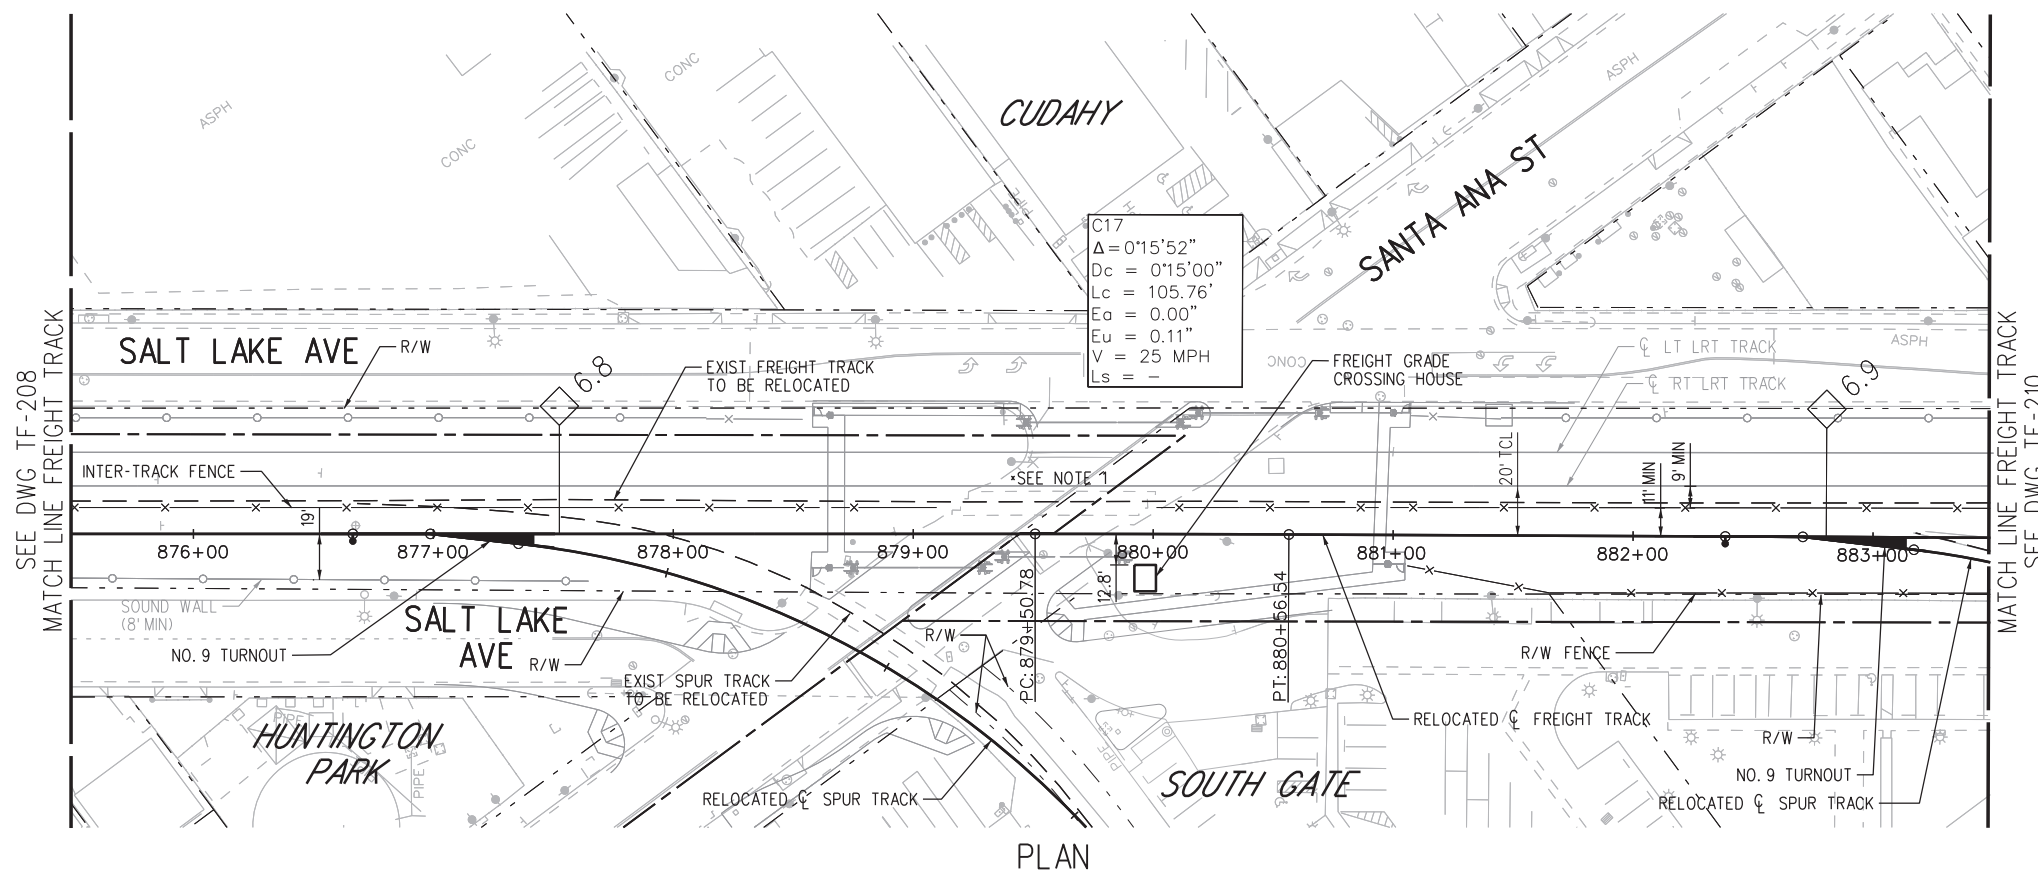 ASPH
CONC
CONC
CUDAHY
ASPH
SANTA ANA ST
C17
Δ=0°15'52"
Dc = 0°15'00"
Lc = 105.76'
Ea = 0.00"
Eu = 0.11"
V = 25 MPH
Ls = –
SEE DWG TF-208
MATCH LINE FREIGHT TRACK
SALT LAKE AVE
R/W
6.8
EXIST FREIGHT TRACK
TO BE RELOCATED
CONC
FREIGHT GRADE
CROSSING HOUSE
℄ LT LRT TRACK
℄ RT LRT TRACK
ASPH
6.9
MATCH LINE FREIGHT TRACK
SEE DWG TF-210
INTER-TRACK FENCE
*SEE NOTE 1
20' TCL
11' MIN
9' MIN
19'
876+00
877+00
878+00
879+00
880+00
881+00
882+00
883+00
12.8'
PC:879+50.78
PT:880+56.54
SOUND WALL
(8' MIN)
SALT LAKE
AVE
NO. 9 TURNOUT
R/W
R/W
R/W FENCE
EXIST SPUR TRACK
TO BE RELOCATED
RELOCATED ℄ FREIGHT TRACK
R/W
PIPE
HUNTINGTON
PARK
PIPE
PIPE
SOUTH GATE
NO. 9 TURNOUT
RELOCATED ℄ SPUR TRACK
RELOCATED ℄ SPUR TRACK
PLAN